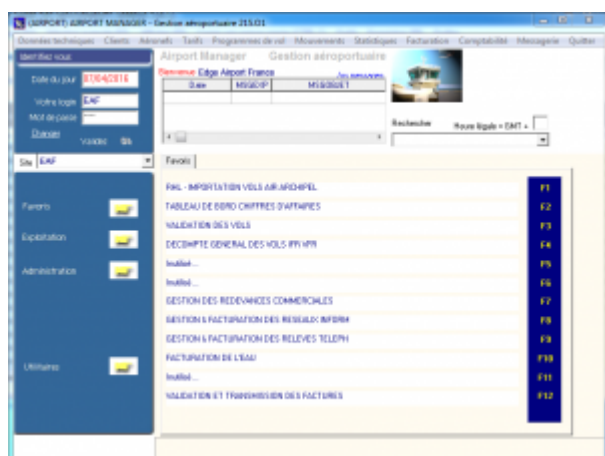 (AIRPORT) AIRPORT MANAGER - Gestion aéroportuaire 215.01
Données techniques Clients Aéronefs Tarifs Programmes de vol Mouvements Statistiques Facturation Comptabilité Messagerie Quitter
Identifiez vous
Airport Manager Gestion aéroportuaire
Bienvenue Edge Airport France
Date du jour 07/04/2016
Date MSGEXP MSGOBJET
Votre login EAF
Mot de passe
Changer Valider
Rechercher Heure légale = GMT +
Site EAF
Favoris
FIHL - IMPORTATION VOLS AIR ARCHIPEL F1
Favoris
TABLEAU DE BORD CHIFFRES D'AFFAIRES F2
VALIDATION DES VOLS F3
Exploitation
DECOMPTE GENERAL DES VOLS IFR VFR F4
Inutilisé... F5
Administration
Inutilisé... F6
GESTION DES REDEVANCES COMMERCIALES F7
GESTION & FACTURATION DES RESEAUX INFORM F8
GESTION & FACTURATION DES RELEVES TELEPH F9
FACTURATION DE L'EAU F10
Utilitaires
Inutilisé... F11
VALIDATION ET TRANSMISSION DES FACTURES F12